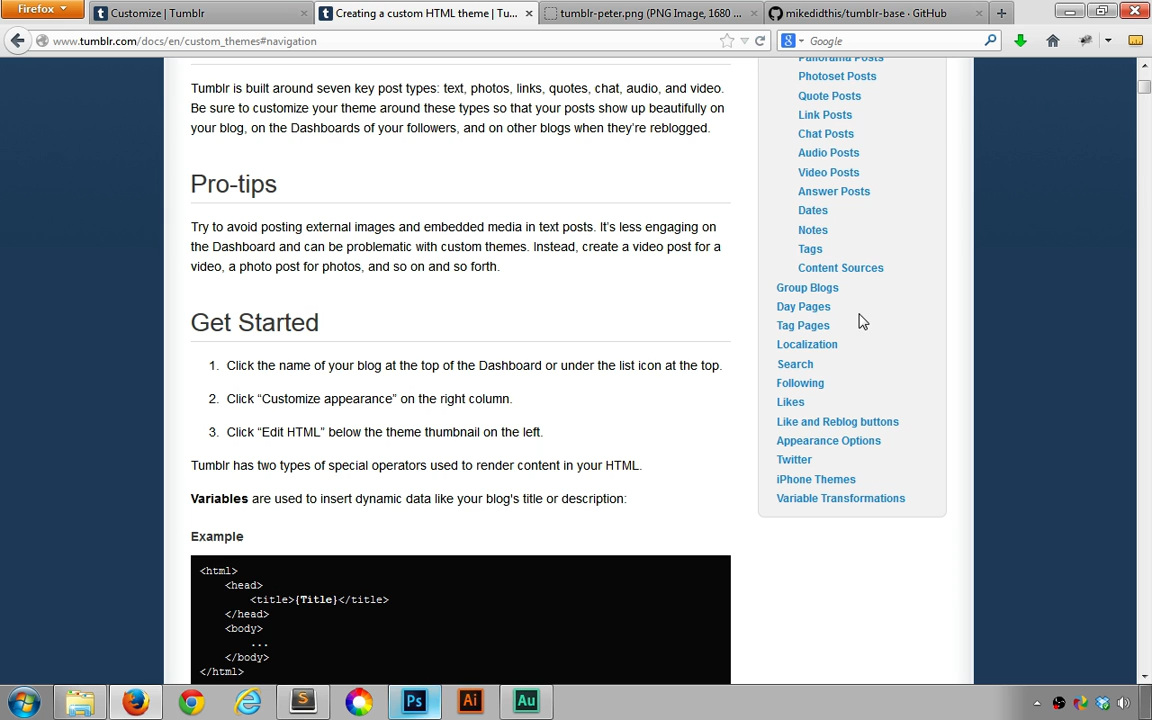 Firefox
Customize | Tumblr
Creating a custom HTML theme | Tu...
tumblr-peter.png (PNG Image, 1680 ...
mikedidthis/tumblr-base · GitHub
www.tumblr.com/docs/en/custom_themes#navigation
Google
Panorama Posts
Tumblr is built around seven key post types: text, photos, links, quotes, chat, audio, and video.
Be sure to customize your theme around these types so that your posts show up beautifully on
your blog, on the Dashboards of your followers, and on other blogs when they're reblogged.
Pro-tips
Try to avoid posting external images and embedded media in text posts. It's less engaging on
the Dashboard and can be problematic with custom themes. Instead, create a video post for a
video, a photo post for photos, and so on and so forth.
Get Started
1. Click the name of your blog at the top of the Dashboard or under the list icon at the top.
2. Click “Customize appearance” on the right column.
3. Click “Edit HTML” below the theme thumbnail on the left.
Tumblr has two types of special operators used to render content in your HTML.
Variables are used to insert dynamic data like your blog's title or description:
Example
<html>
<head>
<title>{Title}</title>
</head>
<body>
...
</body>
</html>
Photoset Posts
Quote Posts
Link Posts
Chat Posts
Audio Posts
Video Posts
Answer Posts
Dates
Notes
Tags
Content Sources
Group Blogs
Day Pages
Tag Pages
Localization
Search
Following
Likes
Like and Reblog buttons
Appearance Options
Twitter
iPhone Themes
Variable Transformations
S
Ps
Ai
Au